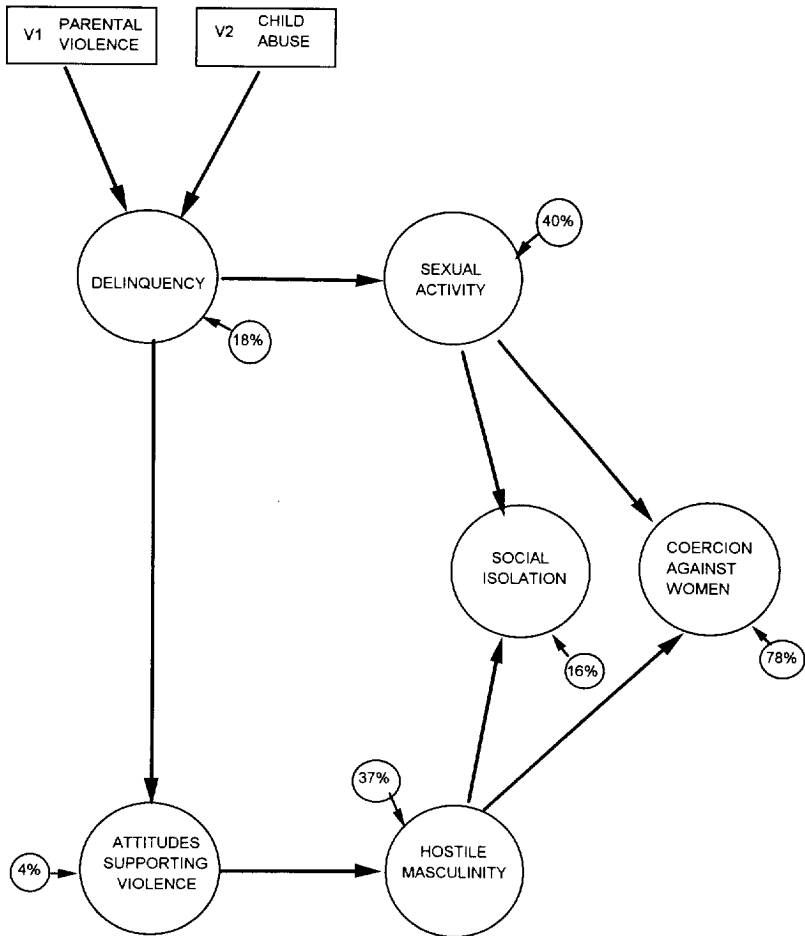 V1 PARENTAL
VIOLENCE
V2 CHILD
ABUSE
DELINQUENCY
18%
SEXUAL
ACTIVITY
40%
SOCIAL
ISOLATION
16%
COERCION
AGAINST
WOMEN
78%
37%
ATTITUDES
SUPPORTING
VIOLENCE
4%
HOSTILE
MASCULINITY